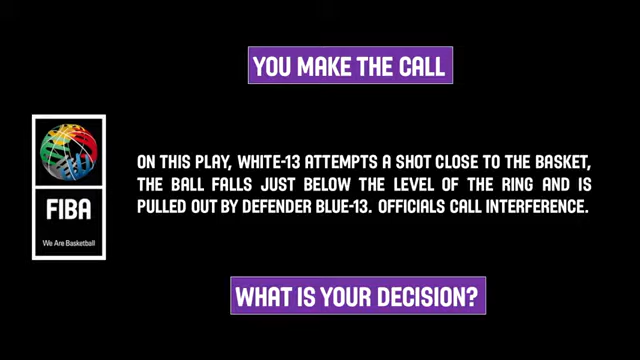 YOU MAKE THE CALL
ON THIS PLAY, WHITE-13 ATTEMPTS A SHOT CLOSE TO THE BASKET,
THE BALL FALLS JUST BELOW THE LEVEL OF THE RING AND IS
PULLED OUT BY DEFENDER BLUE-13. OFFICIALS CALL INTERFERENCE.
FIBA
We Are Basketball
WHAT IS YOUR DECISION?